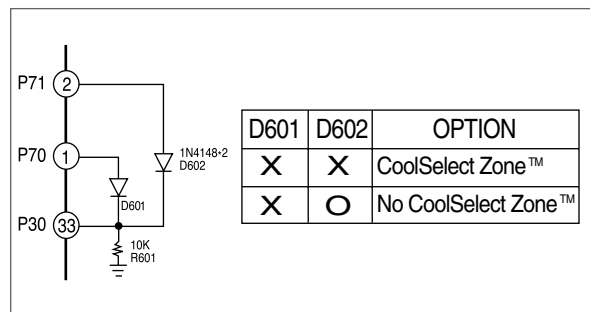 P71 2
1N4148*2
D602
P70 1
D601
P30 33
10K
R601
D601 D602 OPTION
X X CoolSelect Zone™
X O No CoolSelect Zone™